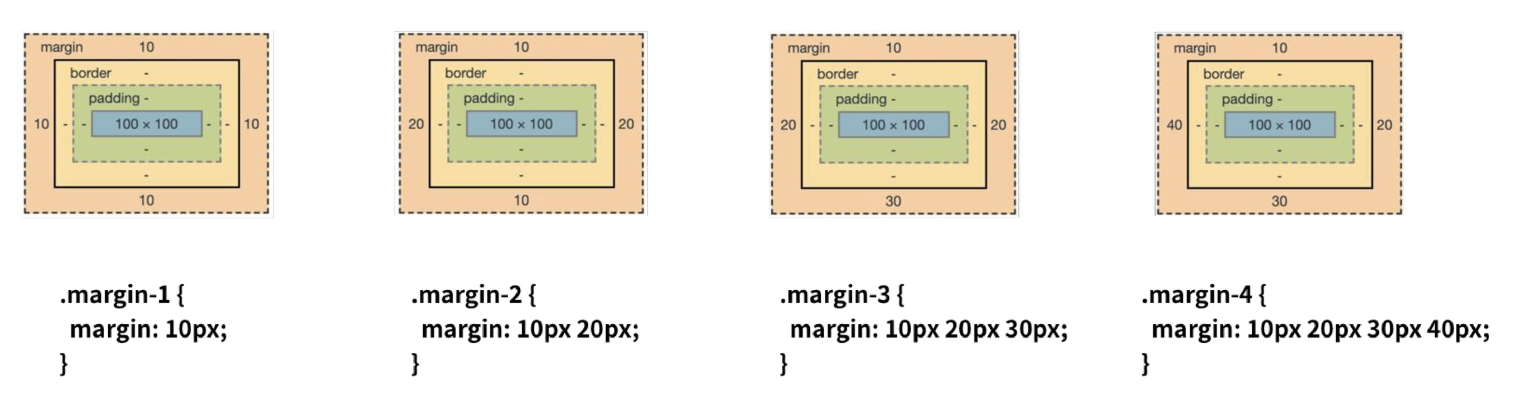 margin 10
border -
padding -
10 - - 100 × 100 - - 10
-
-
10
margin 10
border -
padding -
20 - - 100 × 100 - - 20
-
-
10
margin 10
border -
padding -
20 - - 100 × 100 - - 20
-
-
30
margin 10
border -
padding -
40 - - 100 × 100 - - 20
-
-
30
.margin-1 {
margin: 10px;
}
.margin-2 {
margin: 10px 20px;
}
.margin-3 {
margin: 10px 20px 30px;
}
.margin-4 {
margin: 10px 20px 30px 40px;
}